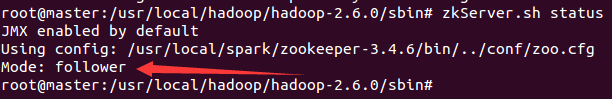 root@master:/usr/local/hadoop/hadoop-2.6.0/sbin# zkServer.sh status
JMX enabled by default
Using config: /usr/local/spark/zookeeper-3.4.6/bin/../conf/zoo.cfg
Mode: follower
root@master:/usr/local/hadoop/hadoop-2.6.0/sbin#